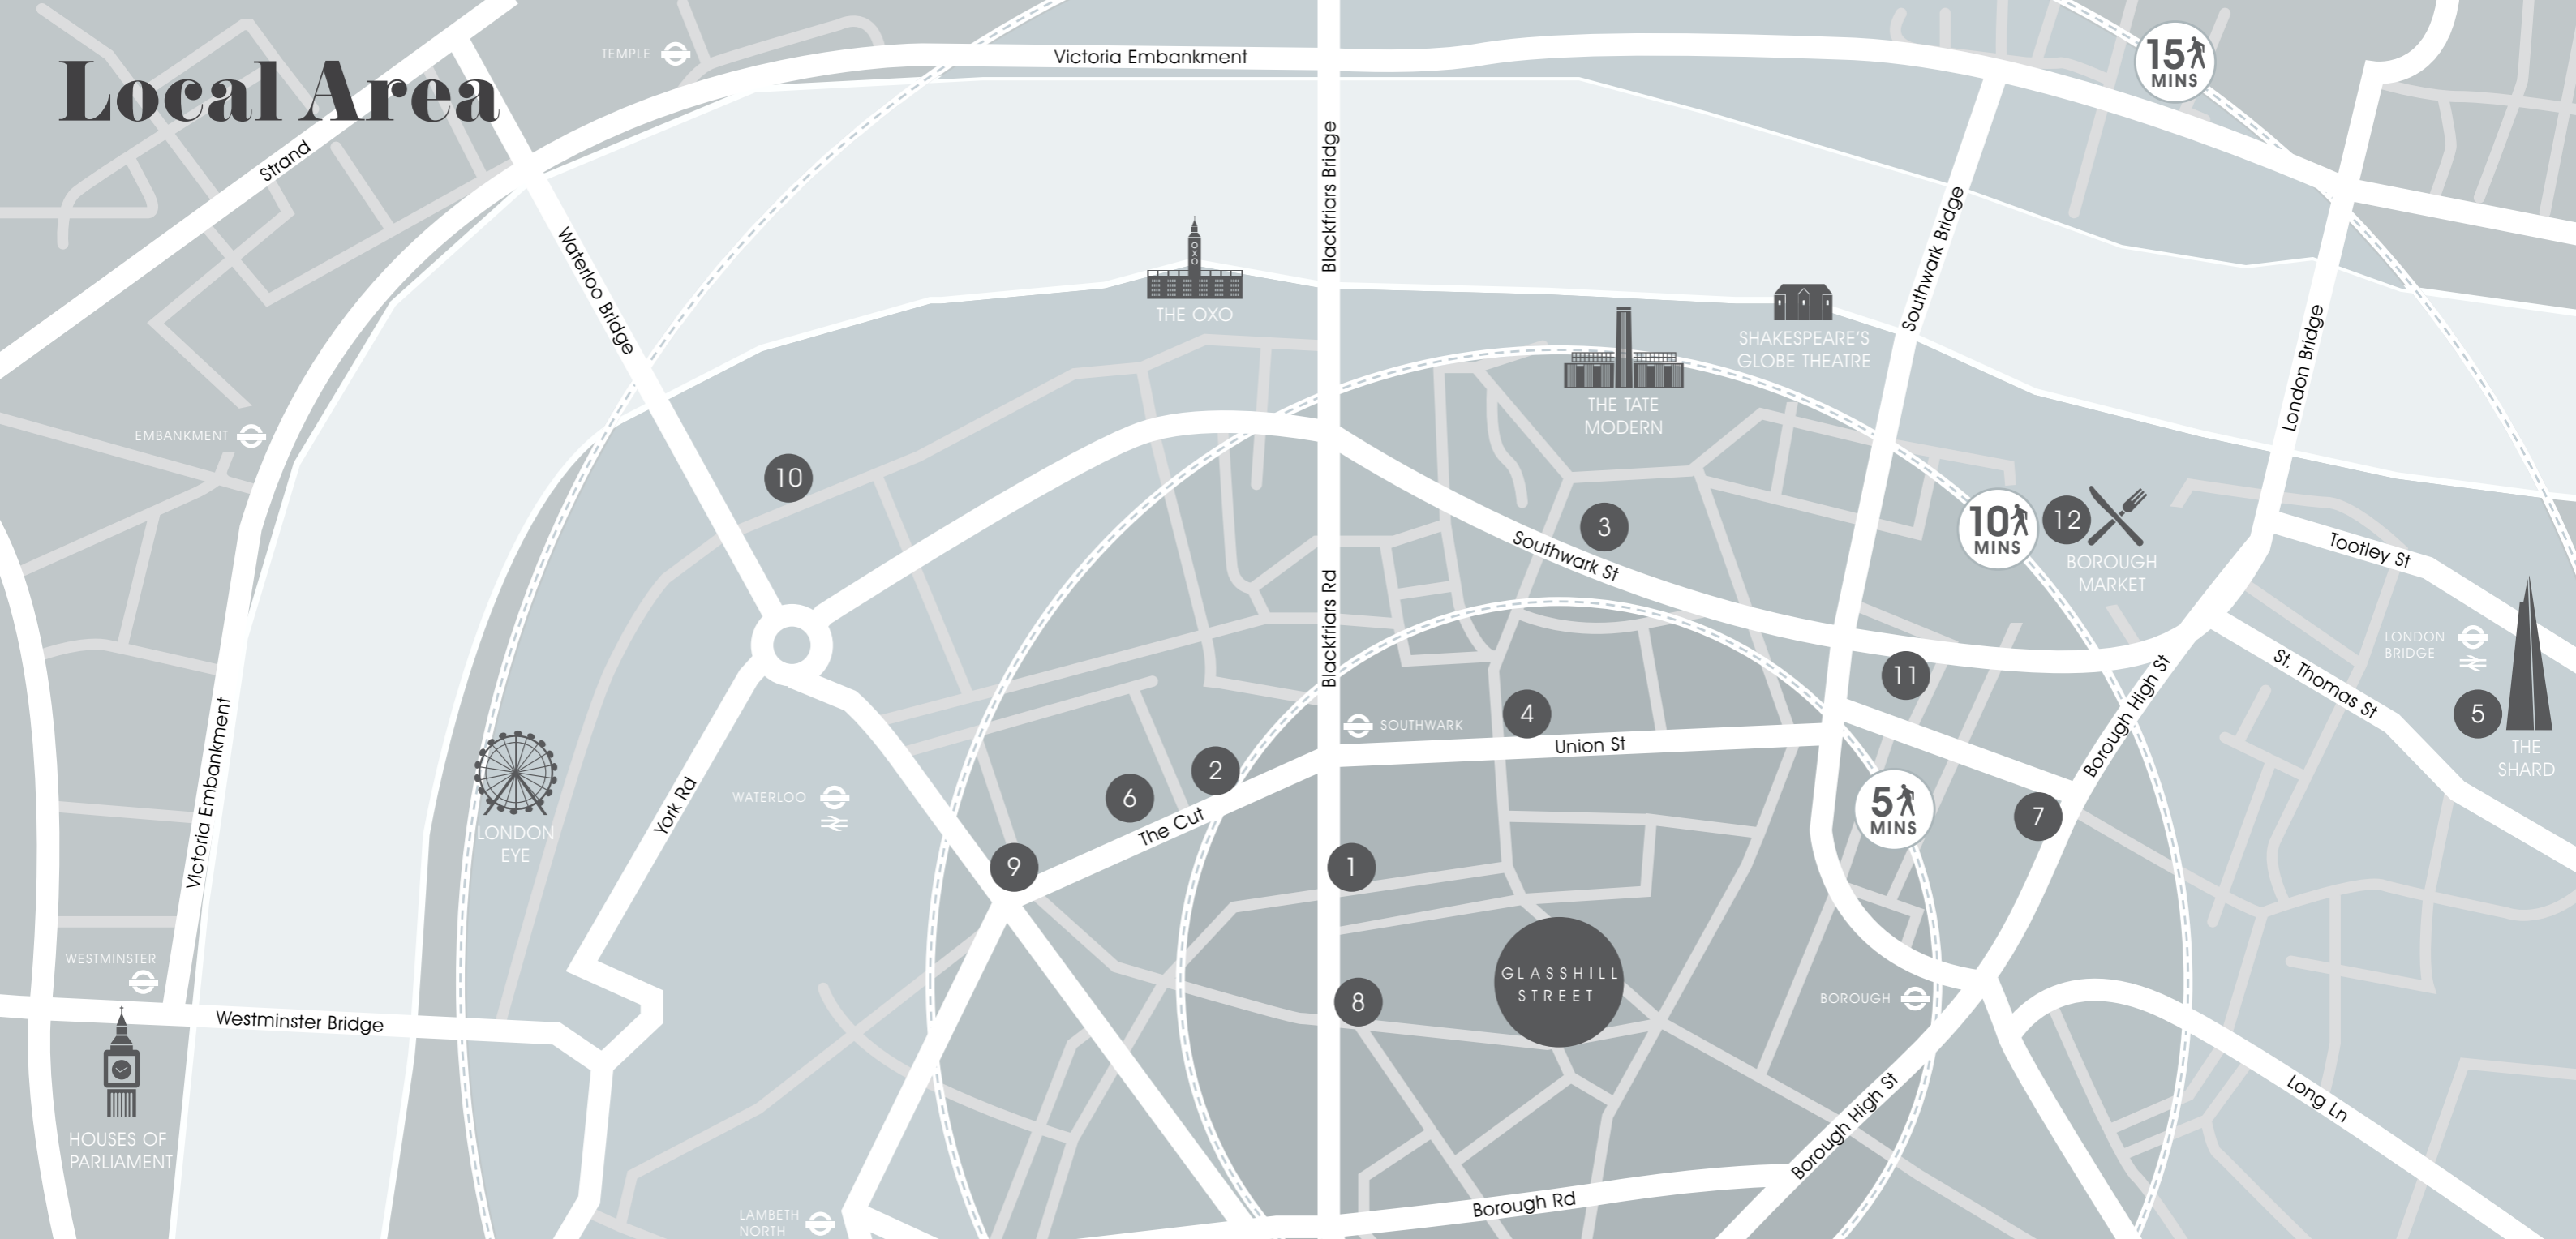 Local Area
TEMPLE
Victoria Embankment
15
MINS
Strand
Blackfriars Bridge
Waterloo Bridge
Southwark Bridge
OXO
THE OXO
SHAKESPEARE'S
GLOBE THEATRE
London Bridge
THE TATE
MODERN
EMBANKMENT
10
3
Southwark St
10
MINS
12
BOROUGH
MARKET
Tootley St
Blackfriars Rd
LONDON
BRIDGE
11
St. Thomas St
Borough High St
4
5
SOUTHWARK
Union St
THE
SHARD
Victoria Embankment
York Rd
WATERLOO
6
2
The Cut
5
MINS
7
LONDON
EYE
9
1
WESTMINSTER
GLASSHILL
STREET
8
BOROUGH
Westminster Bridge
HOUSES OF
PARLIAMENT
Borough High St
Long Ln
LAMBETH
NORTH
Borough Rd